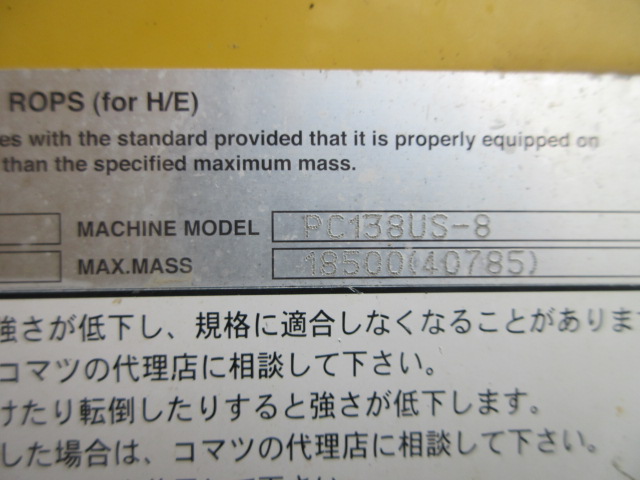 ROPS (for H/E)
es with the standard provided that it is properly equipped on
than the specified maximum mass.
MACHINE MODEL PC138US-8
MAX.MASS 18500(40785)
強さが低下し、規格に適合しなくなることがありま
コマツの代理店に相談して下さい。
けたり転倒したりすると強さが低下します。
した場合は、コマツの代理店に相談して下さい。